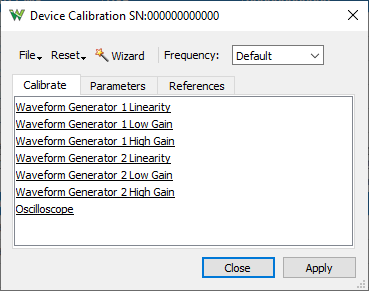 Device Calibration SN:000000000000
File Reset Wizard Frequency: Default
Calibrate Parameters References
Waveform Generator 1 Linearity
Waveform Generator 1 Low Gain
Waveform Generator 1 High Gain
Waveform Generator 2 Linearity
Waveform Generator 2 Low Gain
Waveform Generator 2 High Gain
Oscilloscope
Close Apply